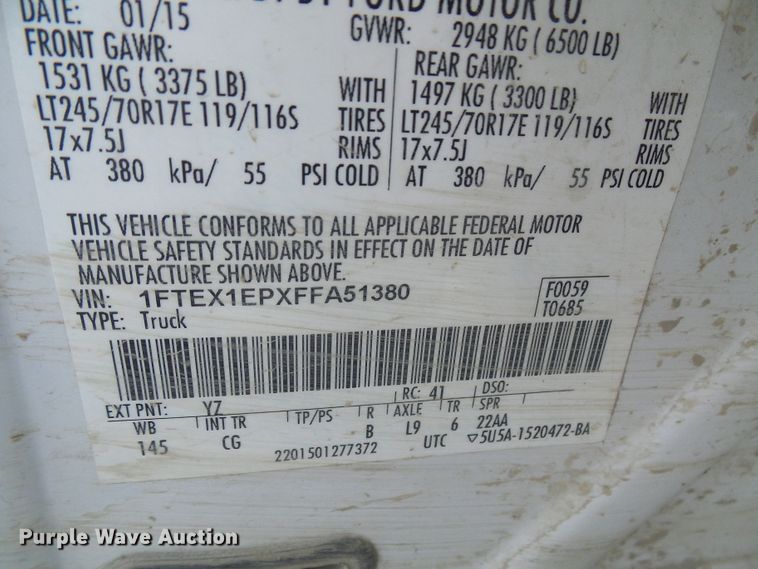 FORD MOTOR CO.
DATE: 01/15 GVWR: 2948 KG ( 6500 LB)
FRONT GAWR: REAR GAWR:
1531 KG ( 3375 LB) WITH 1497 KG ( 3300 LB) WITH
LT245/70R17E 119/116S TIRES LT245/70R17E 119/116S TIRES
17x7.5J RIMS 17x7.5J RIMS
AT 380 kPa/ 55 PSI COLD AT 380 kPa/ 55 PSI COLD
THIS VEHICLE CONFORMS TO ALL APPLICABLE FEDERAL MOTOR
VEHICLE SAFETY STANDARDS IN EFFECT ON THE DATE OF
MANUFACTURE SHOWN ABOVE.
VIN: 1FTEX1EPXFFA51380 F0059
TYPE: Truck T0685
EXT PNT: YZ RC: 41 DSO:
WB INT TR TP/PS R AXLE TR SPR
145 CG B L9 6 22AA
2201501277372 UTC ▽5U5A-1520472-BA
Purple Wave Auction